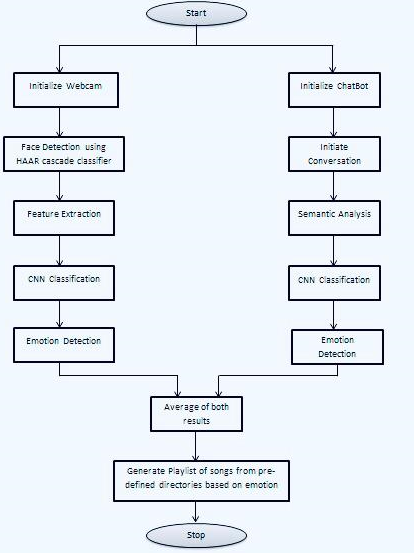 Start
Initialize Webcam
Initialize ChatBot
Face Detection using
HAAR cascade classifier
Initiate
Conversation
Feature Extraction
Semantic Analysis
CNN Classification
CNN Classification
Emotion Detection
Emotion
Detection
Average of both
results
Generate Playlist of songs from pre-
defined directories based on emotion
Stop